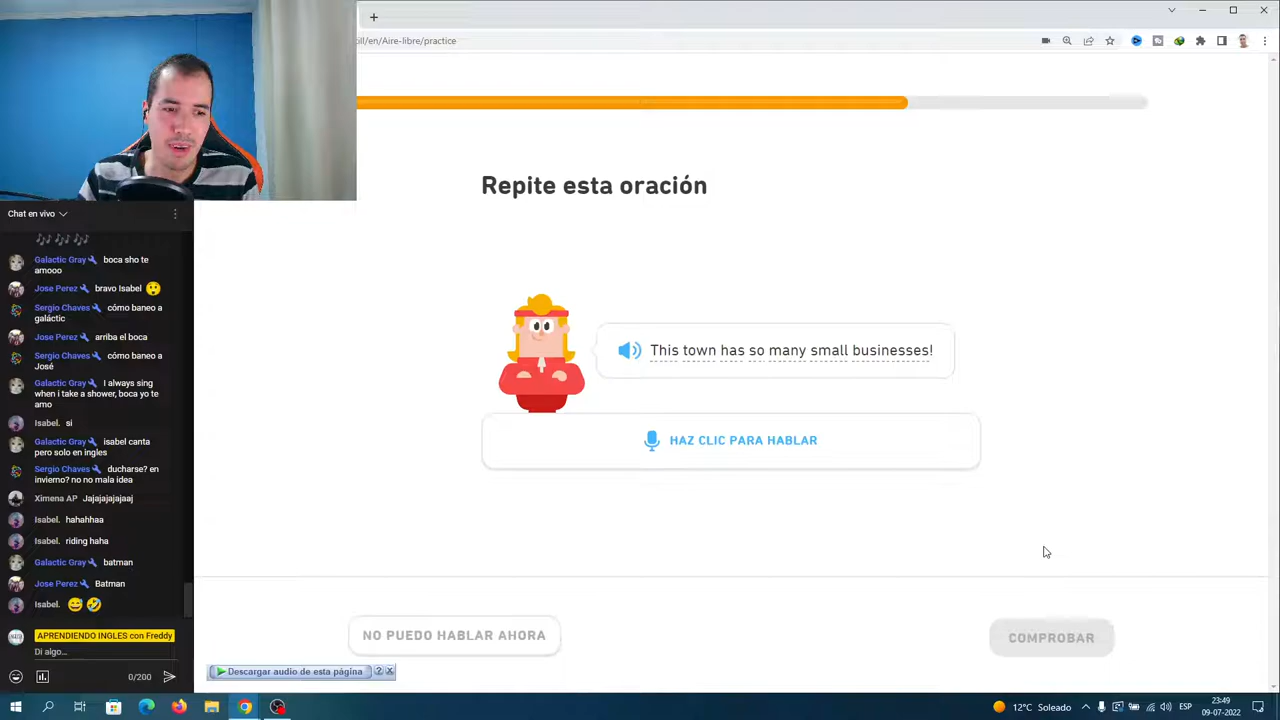 ill/en/Aire-libre/practice
Repite esta oración
This town has so many small businesses!
HAZ CLIC PARA HABLAR
NO PUEDO HABLAR AHORA
COMPROBAR
Descargar audio de esta página
Chat en vivo
Galactic Gray boca sho te
amooo
Jose Perez bravo Isabel
Sergio Chaves cómo baneo a
galáctic
Jose Perez arriba el boca
Sergio Chaves cómo baneo a
José
Galactic Gray I always sing
when i take a shower, boca yo te
amo
Isabel. si
Galactic Gray isabel canta
pero solo en ingles
Sergio Chaves ducharse? en
invierno? no no mala idea
Ximena AP Jajajajajaaj
Isabel. hahahhaa
Isabel. riding haha
Galactic Gray batman
Jose Perez Batman
Isabel.
APRENDIENDO INGLES con Freddy
Di algo...
0/200
12°C Soleado
ESP
23:49
09-07-2022